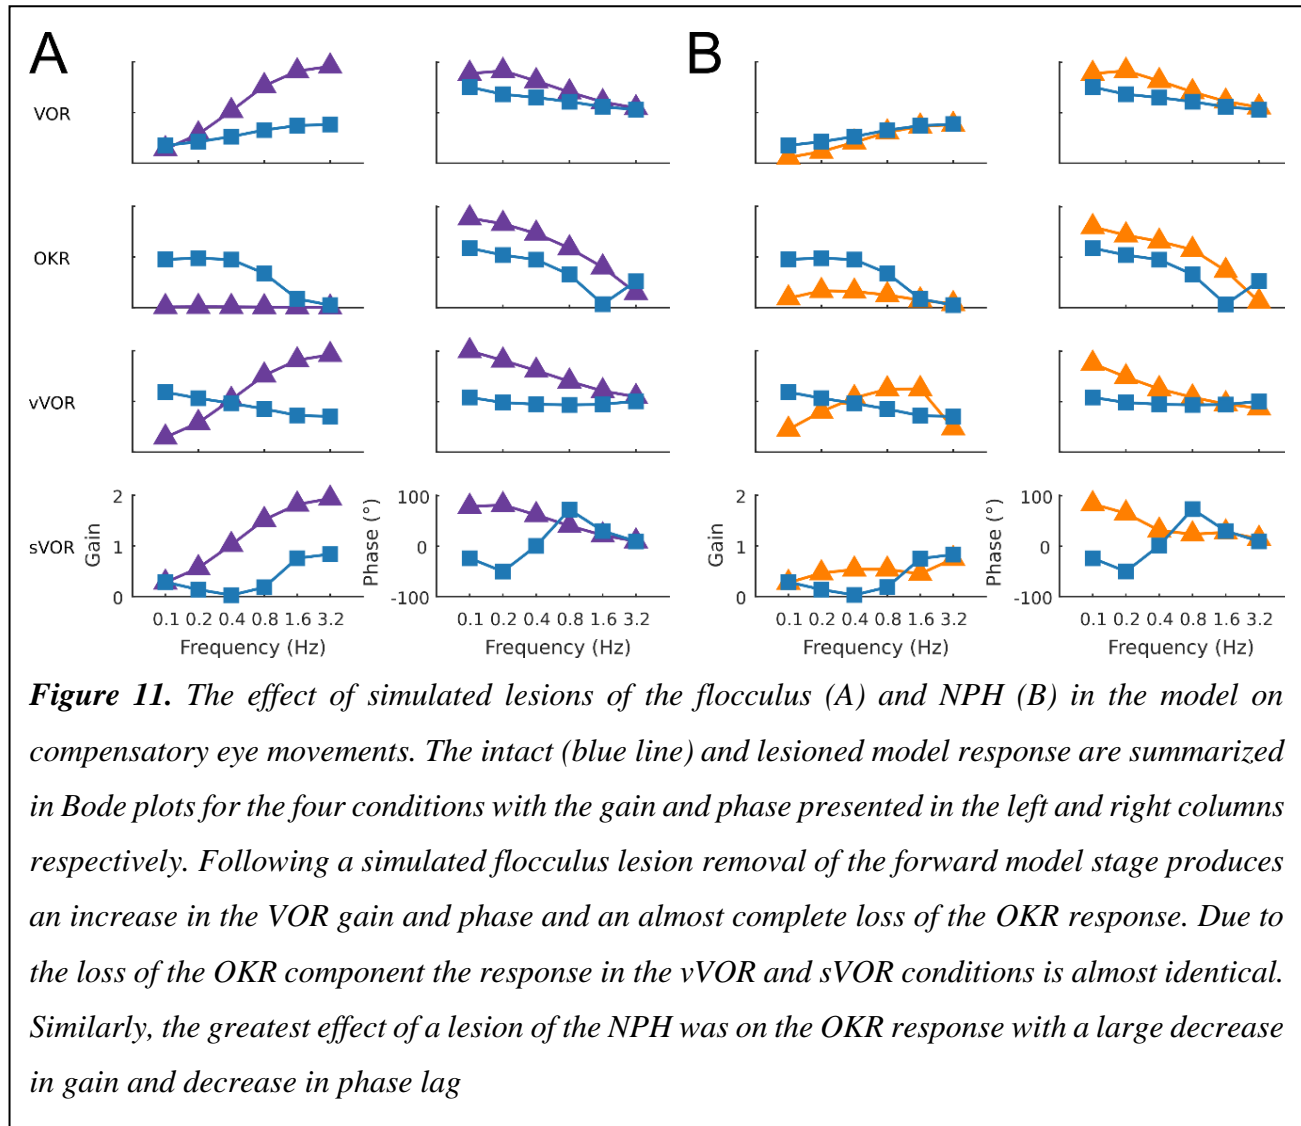 A
B
VOR
OKR
vVOR
sVOR
2
1
0
Gain
100
0
-100
Phase (°)
2
1
0
Gain
100
0
-100
Phase (°)
0.1 0.2 0.4 0.8 1.6 3.2
0.1 0.2 0.4 0.8 1.6 3.2
0.1 0.2 0.4 0.8 1.6 3.2
0.1 0.2 0.4 0.8 1.6 3.2
Frequency (Hz)
Frequency (Hz)
Frequency (Hz)
Frequency (Hz)
Figure 11. The effect of simulated lesions of the flocculus (A) and NPH (B) in the model on
compensatory eye movements. The intact (blue line) and lesioned model response are summarized
in Bode plots for the four conditions with the gain and phase presented in the left and right columns
respectively. Following a simulated flocculus lesion removal of the forward model stage produces
an increase in the VOR gain and phase and an almost complete loss of the OKR response. Due to
the loss of the OKR component the response in the vVOR and sVOR conditions is almost identical.
Similarly, the greatest effect of a lesion of the NPH was on the OKR response with a large decrease
in gain and decrease in phase lag